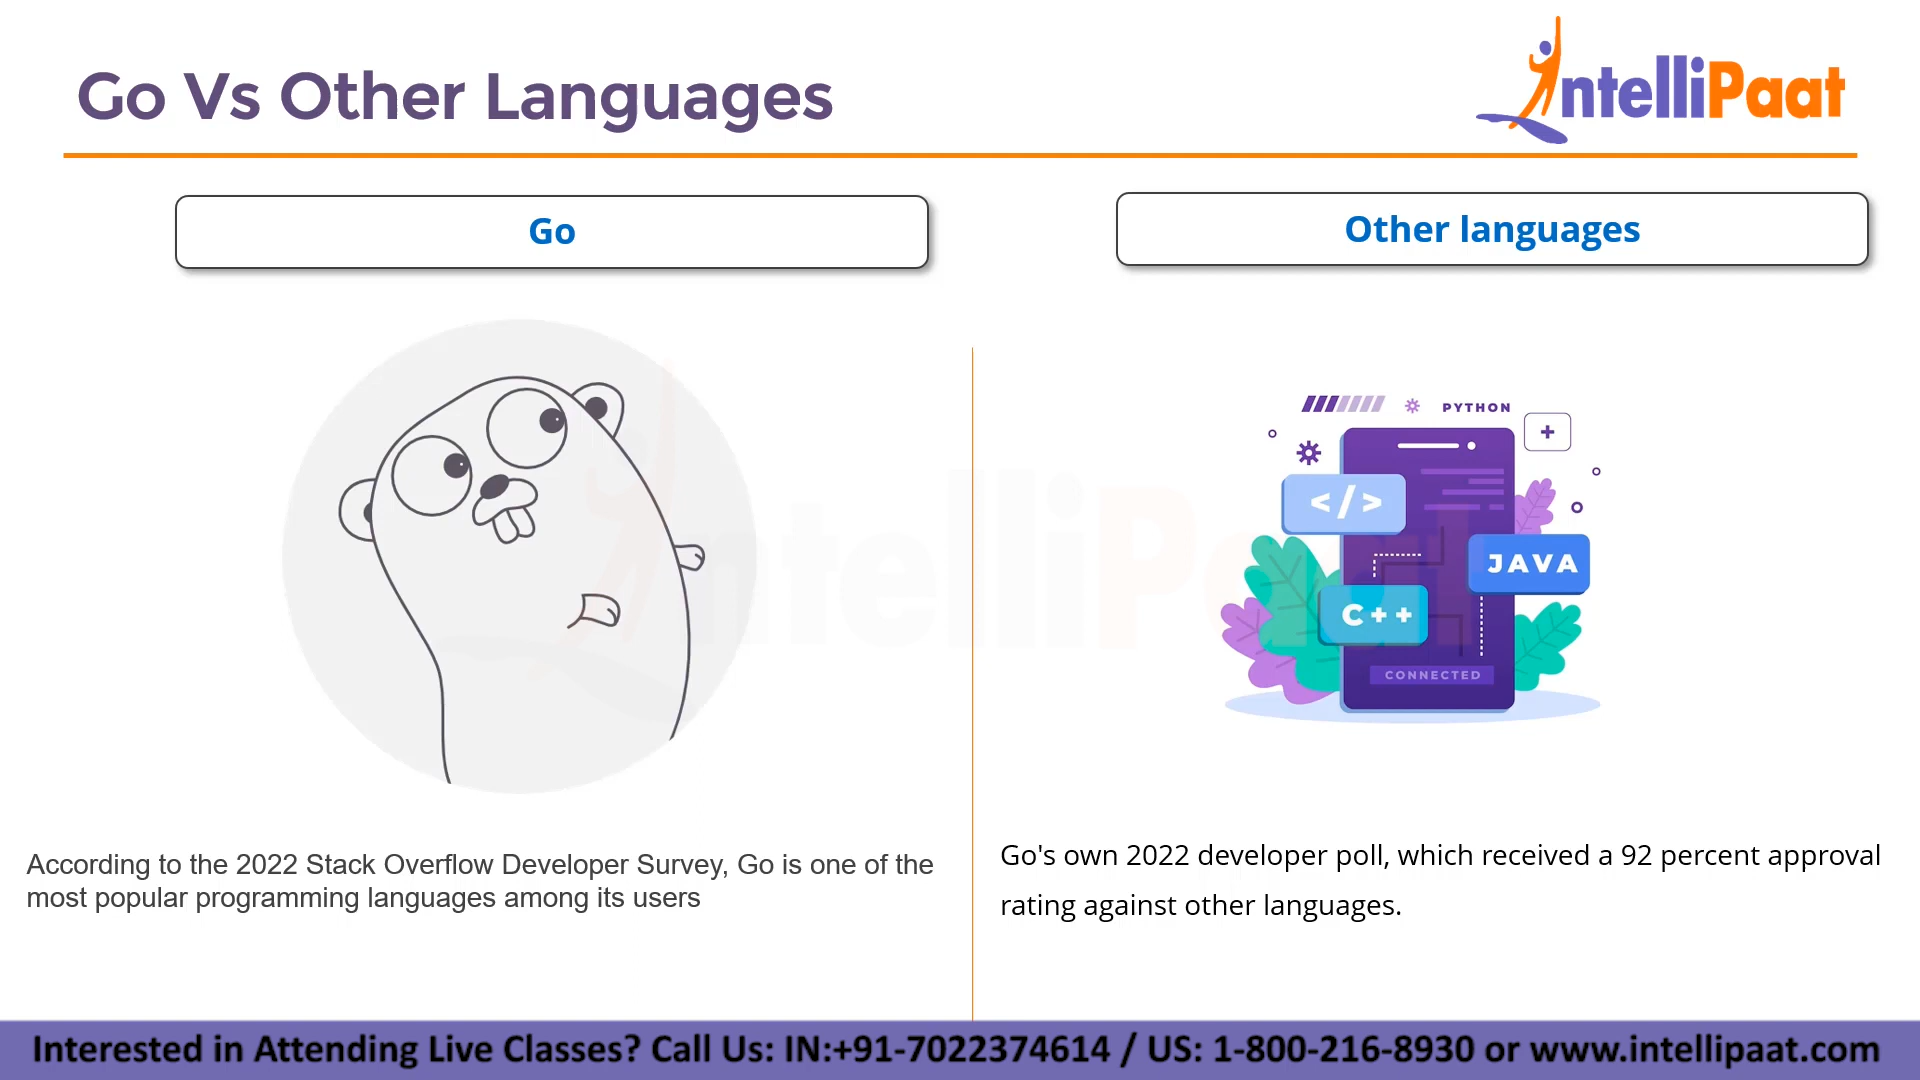 Go Vs Other Languages
IntelliPaat
Go
Other languages
PYTHON
+
</>
JAVA
C++
CONNECTED
IntelliPaat
According to the 2022 Stack Overflow Developer Survey, Go is one of the
most popular programming languages among its users
Go's own 2022 developer poll, which received a 92 percent approval
rating against other languages.
Interested in Attending Live Classes? Call Us: IN:+91-7022374614 / US: 1-800-216-8930 or www.intellipaat.com